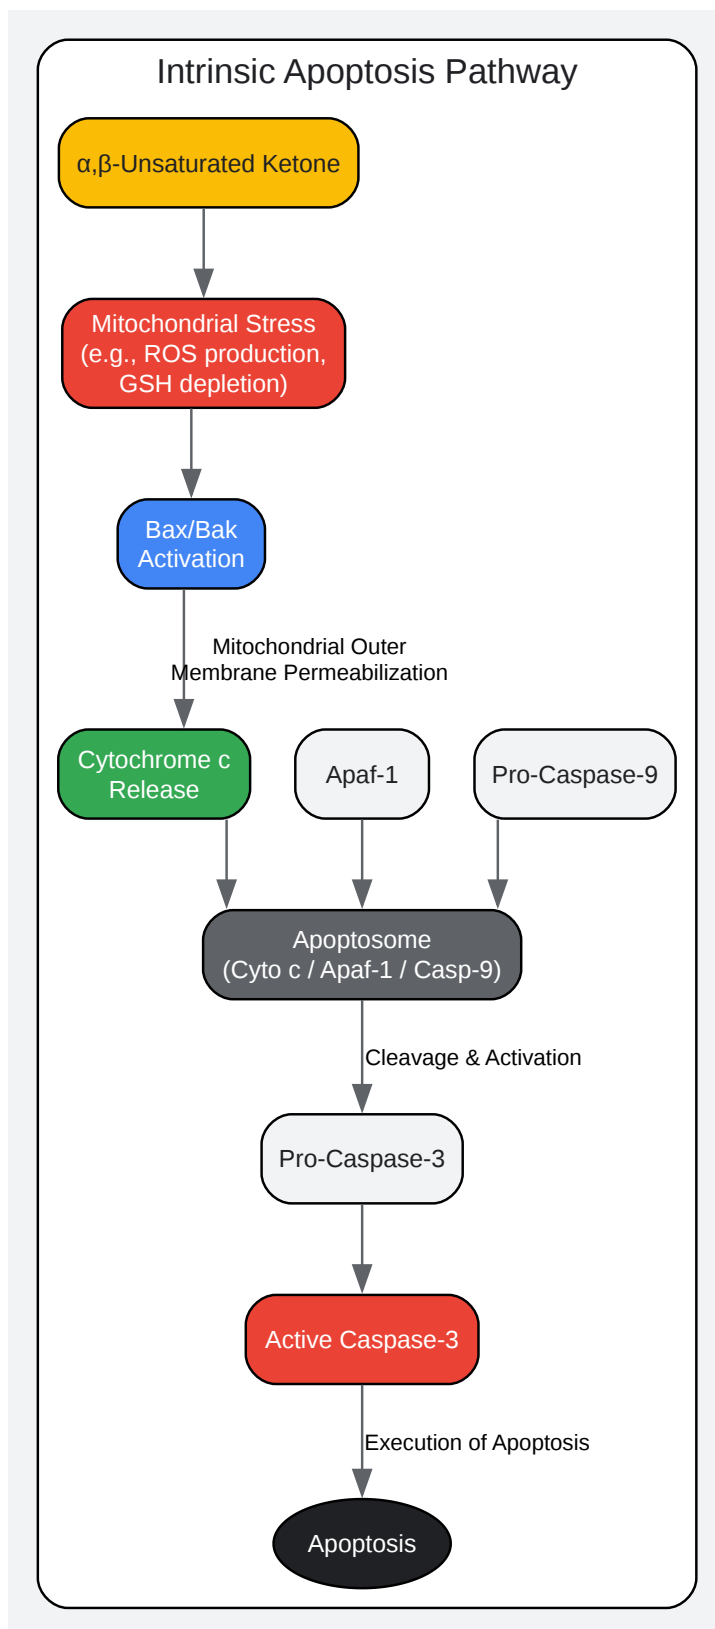 Intrinsic Apoptosis Pathway
α,β-Unsaturated Ketone
Mitochondrial Stress
(e.g., ROS production,
GSH depletion)
Bax/Bak
Activation
Mitochondrial Outer
Membrane Permeabilization
Cytochrome c
Release
Apaf-1
Pro-Caspase-9
Apoptosome
(Cyto c / Apaf-1 / Casp-9)
Cleavage & Activation
Pro-Caspase-3
Active Caspase-3
Execution of Apoptosis
Apoptosis